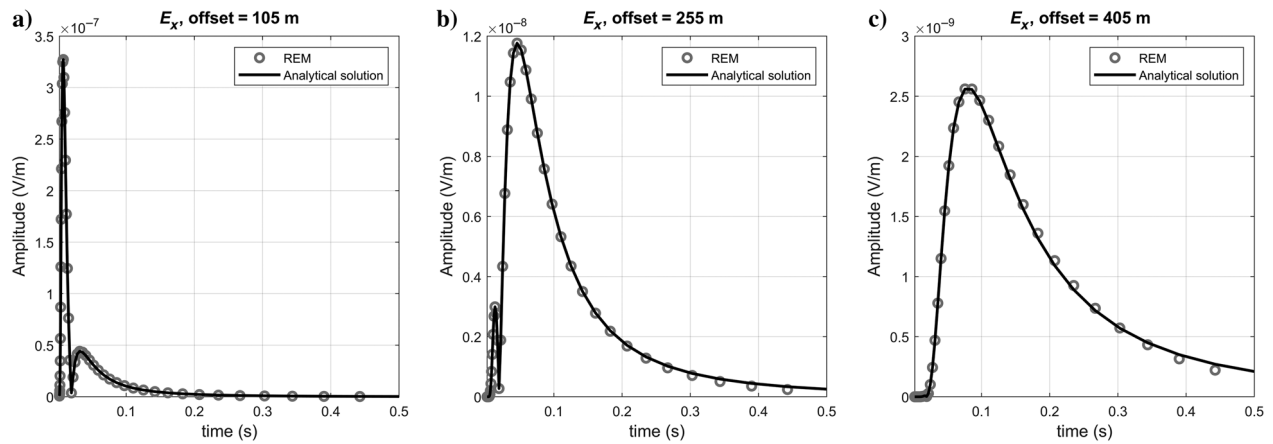 a)
E_x, offset = 105 m
×10⁻⁷
3.5
3
2.5
2
1.5
1
0.5
0
Amplitude (V/m)
0.1
0.2
0.3
0.4
0.5
time (s)
REM
Analytical solution
b)
E_x, offset = 255 m
×10⁻⁸
1.2
1
0.8
0.6
0.4
0.2
0
Amplitude (V/m)
0.1
0.2
0.3
0.4
0.5
time (s)
REM
Analytical solution
c)
E_x, offset = 405 m
×10⁻⁹
3
2.5
2
1.5
1
0.5
0
Amplitude (V/m)
0.1
0.2
0.3
0.4
0.5
time (s)
REM
Analytical solution